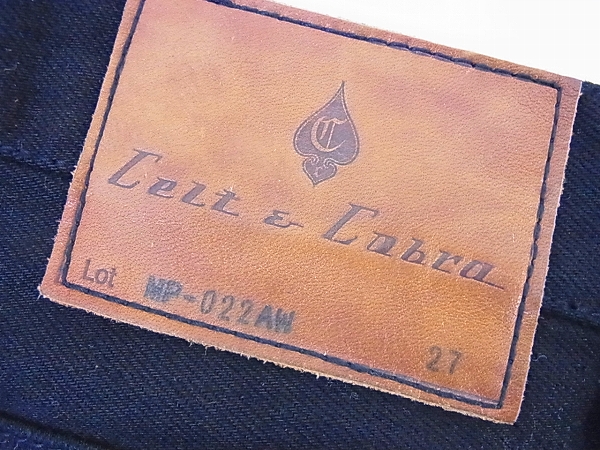 C
Celt & Cobra
Lot MP-022AW
27